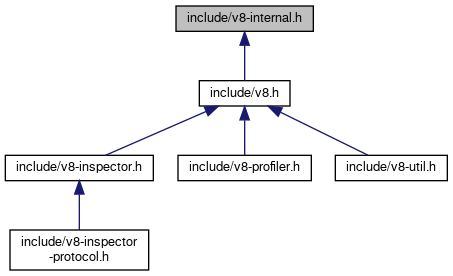 include/v8-internal.h
include/v8.h
include/v8-inspector.h
include/v8-profiler.h
include/v8-util.h
include/v8-inspector
-protocol.h